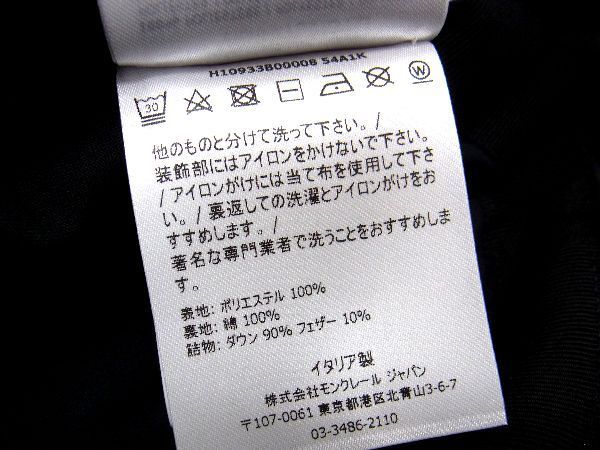 H10933B00008 54A1K
30
W
他のものと分けて洗って下さい。/
装飾部にはアイロンをかけないで下さい。
/ アイロンがけには当て布を使用して下さ
い。/ 裏返しての洗濯とアイロンがけをお
すすめします。/
著名な専門業者で洗うことをおすすめしま
す。
表地: ポリエステル 100%
裏地: 綿 100%
詰物: ダウン 90% フェザー 10%
イタリア製
株式会社モンクレール ジャパン
〒107-0061 東京都港区北青山3-6-7
03-3486-2110